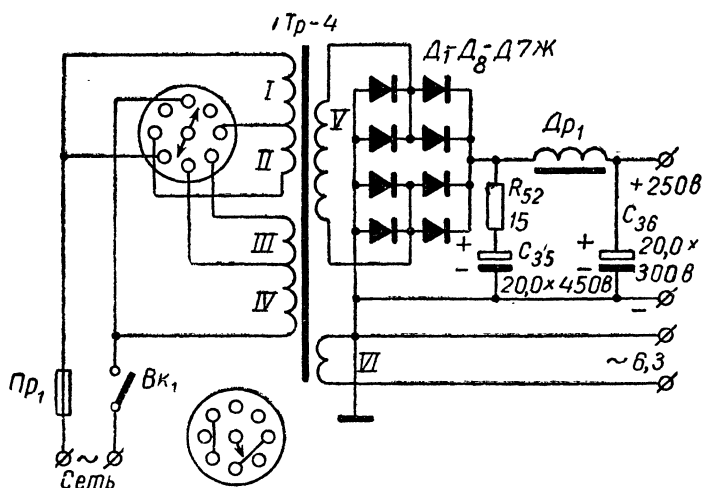 Тр-4
Д₁-Д₈-Д7Ж
I
II
III
IV
V
VI
Др₁
+250в
R₅₂
15
+
-
C₃₅
20,0×450в
C₃₆
+
-
20,0×
300в
-
~6,3
Пр₁
Вк₁
~
Сеть